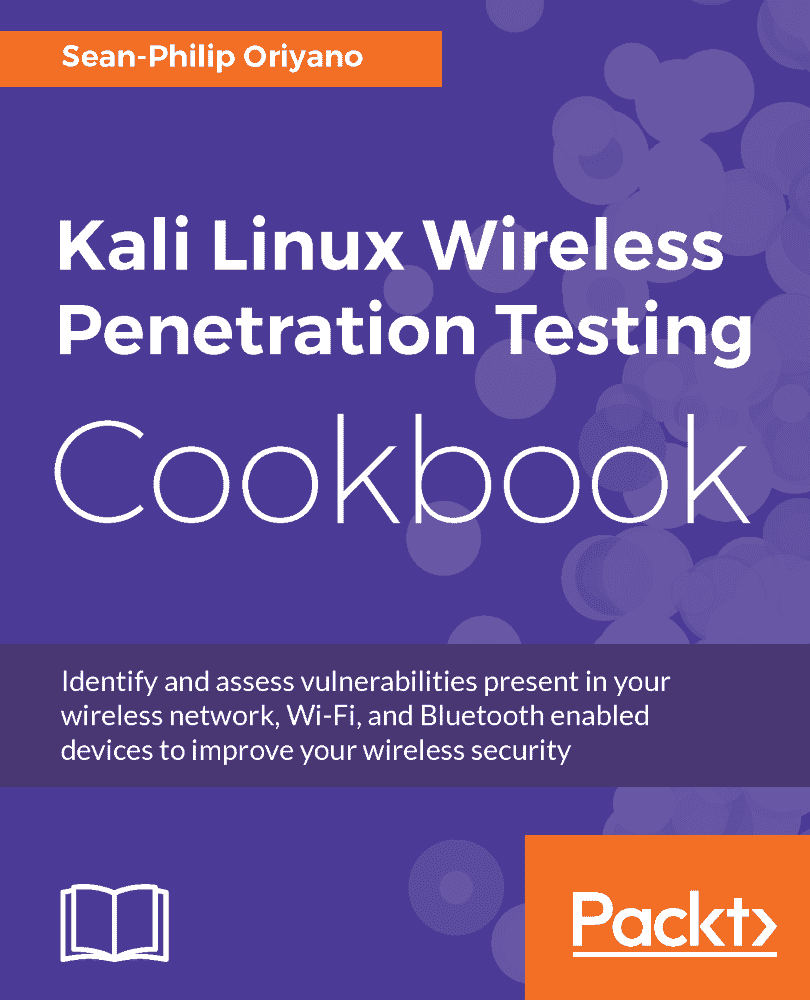 Sean-Philip Oriyano
Kali Linux Wireless
Penetration Testing
Cookbook
Identify and assess vulnerabilities present in your
wireless network, Wi-Fi, and Bluetooth enabled
devices to improve your wireless security
Packt>